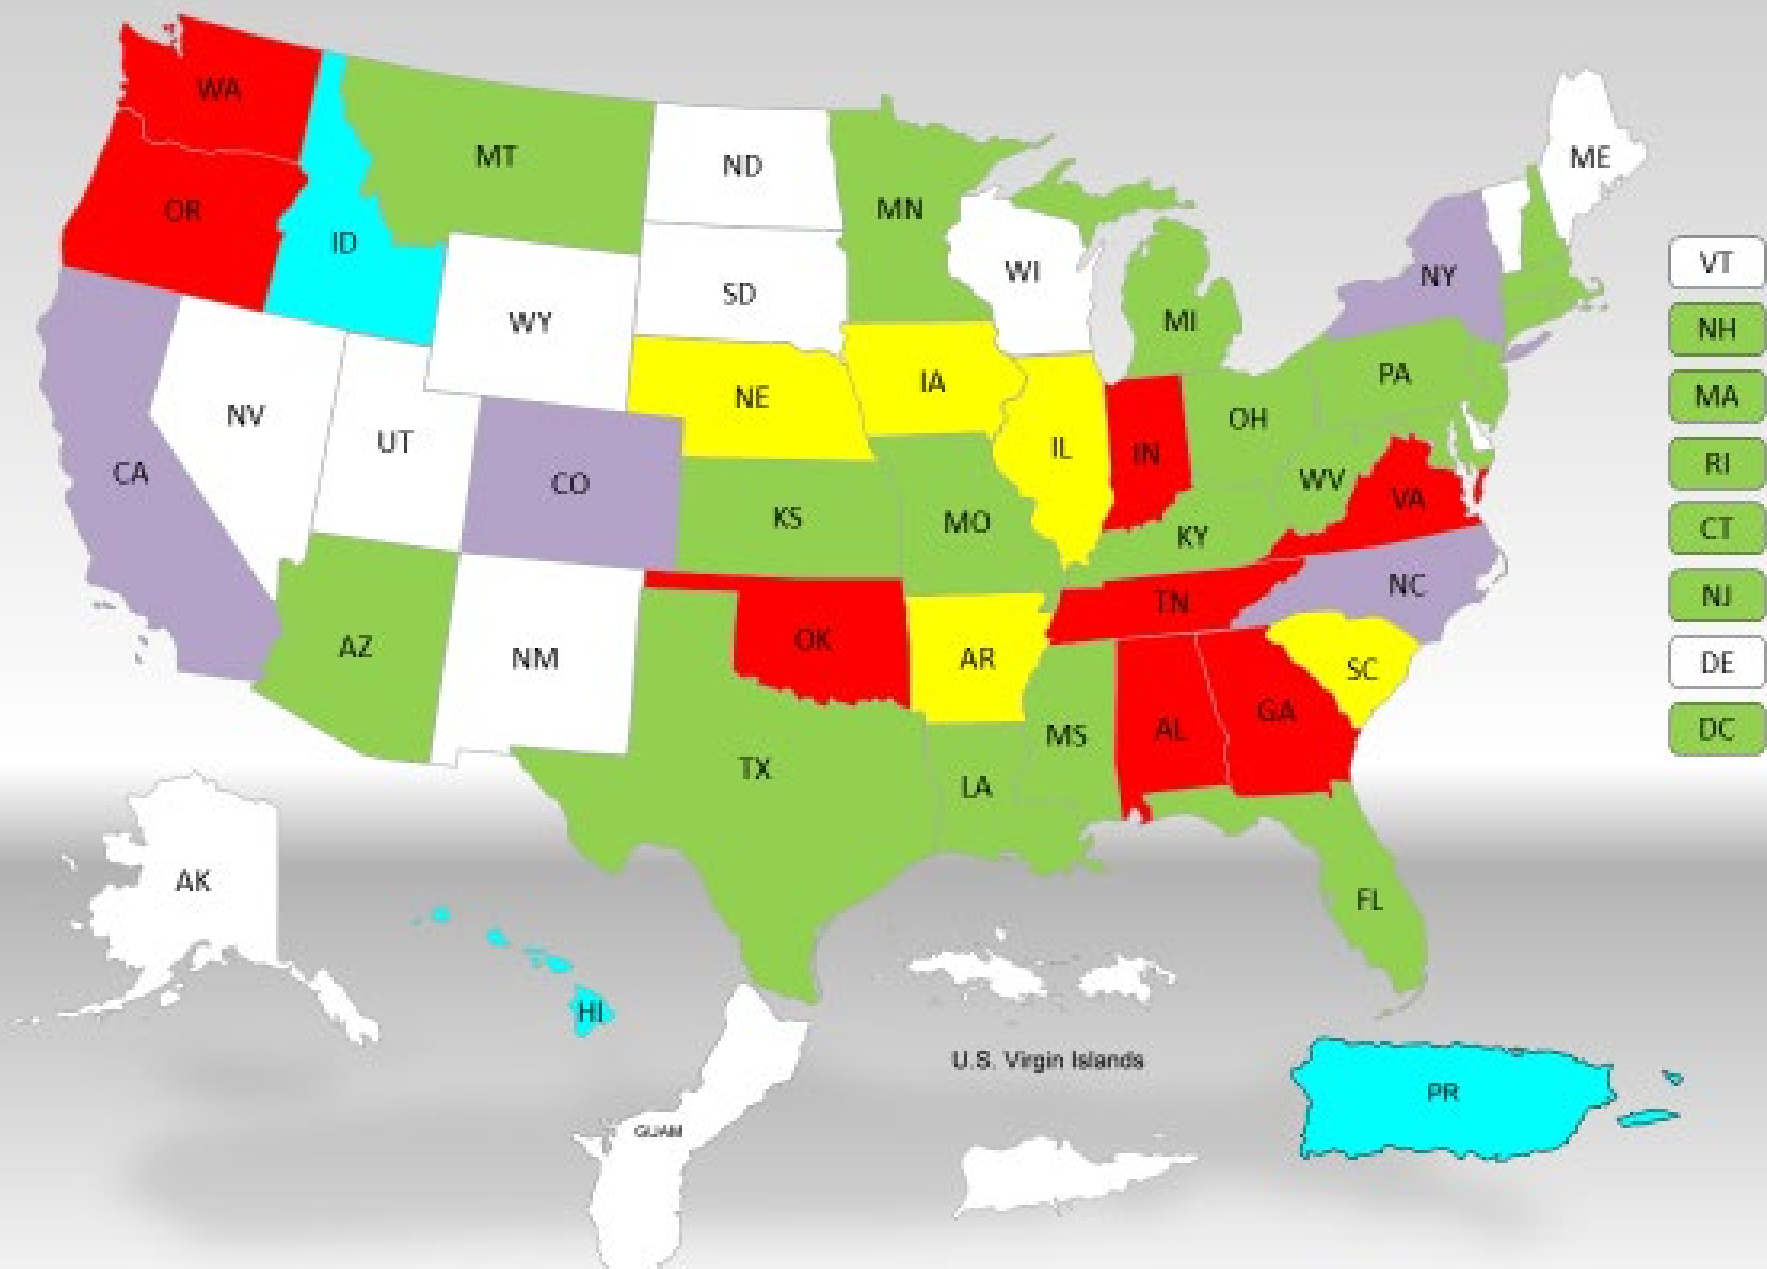 WA
MT
ND
MN
ME
OR
ID
WI
NY
VT
SD
WY
MI
NH
PA
IA
MA
NE
NV
OH
UT
IL
IN
RI
CA
CO
WV
VA
KS
MO
CT
KY
NC
TN
NJ
OK
AZ
NM
AR
SC
DE
GA
AL
MS
DC
TX
LA
AK
FL
HI
U.S. Virgin Islands
PR
GUAM